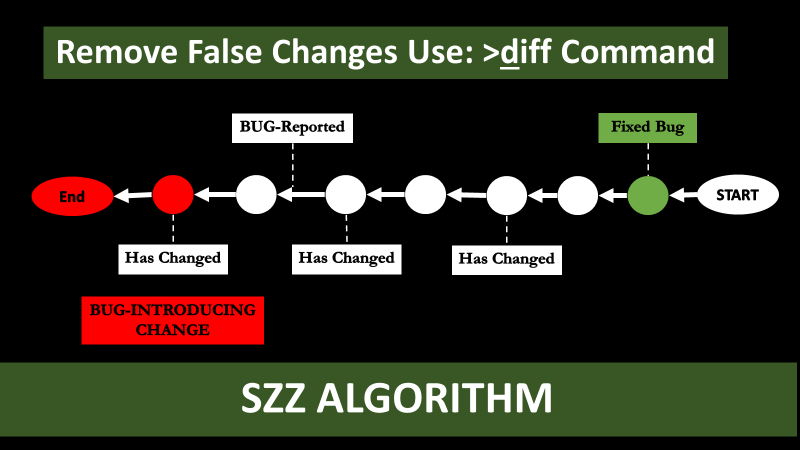 Remove False Changes Use: >diff Command
BUG-Reported
Fixed Bug
End
START
Has Changed
Has Changed
Has Changed
BUG-INTRODUCING
CHANGE
SZZ ALGORITHM